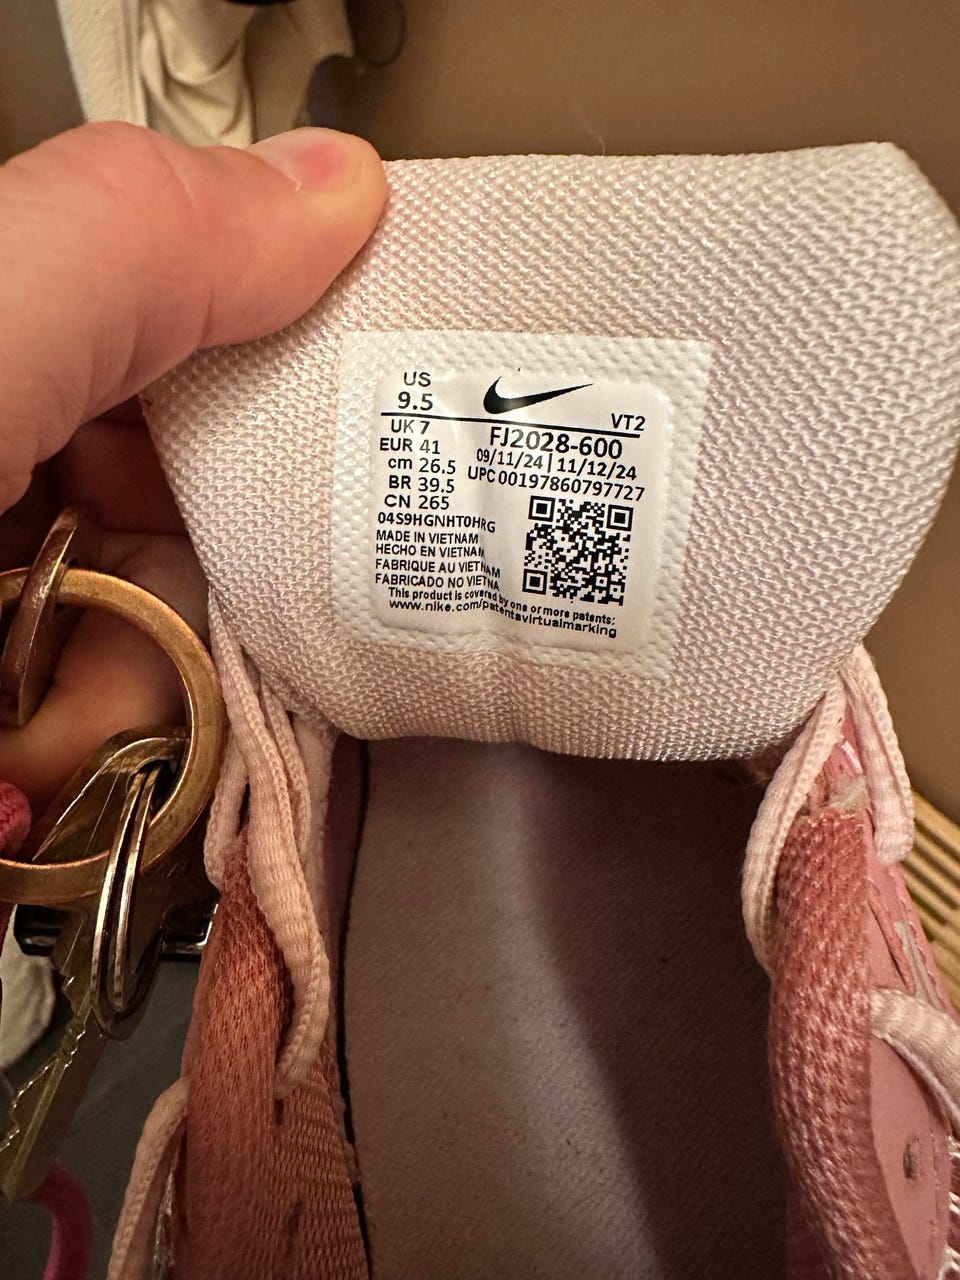 US
9.5
VT2
UK 7
EUR 41
cm 26.5
BR 39.5
CN 265
FJ2028-600
09/11/24 | 11/12/24
UPC 00197860797727
04S9HGNHT0HRG
MADE IN VIETNAM
HECHO EN VIETNAM
FABRIQUE AU VIETNAM
FABRICADO NO VIETNA
This product is covered by one or more patents:
www.nike.com/patentsvirtualmarking